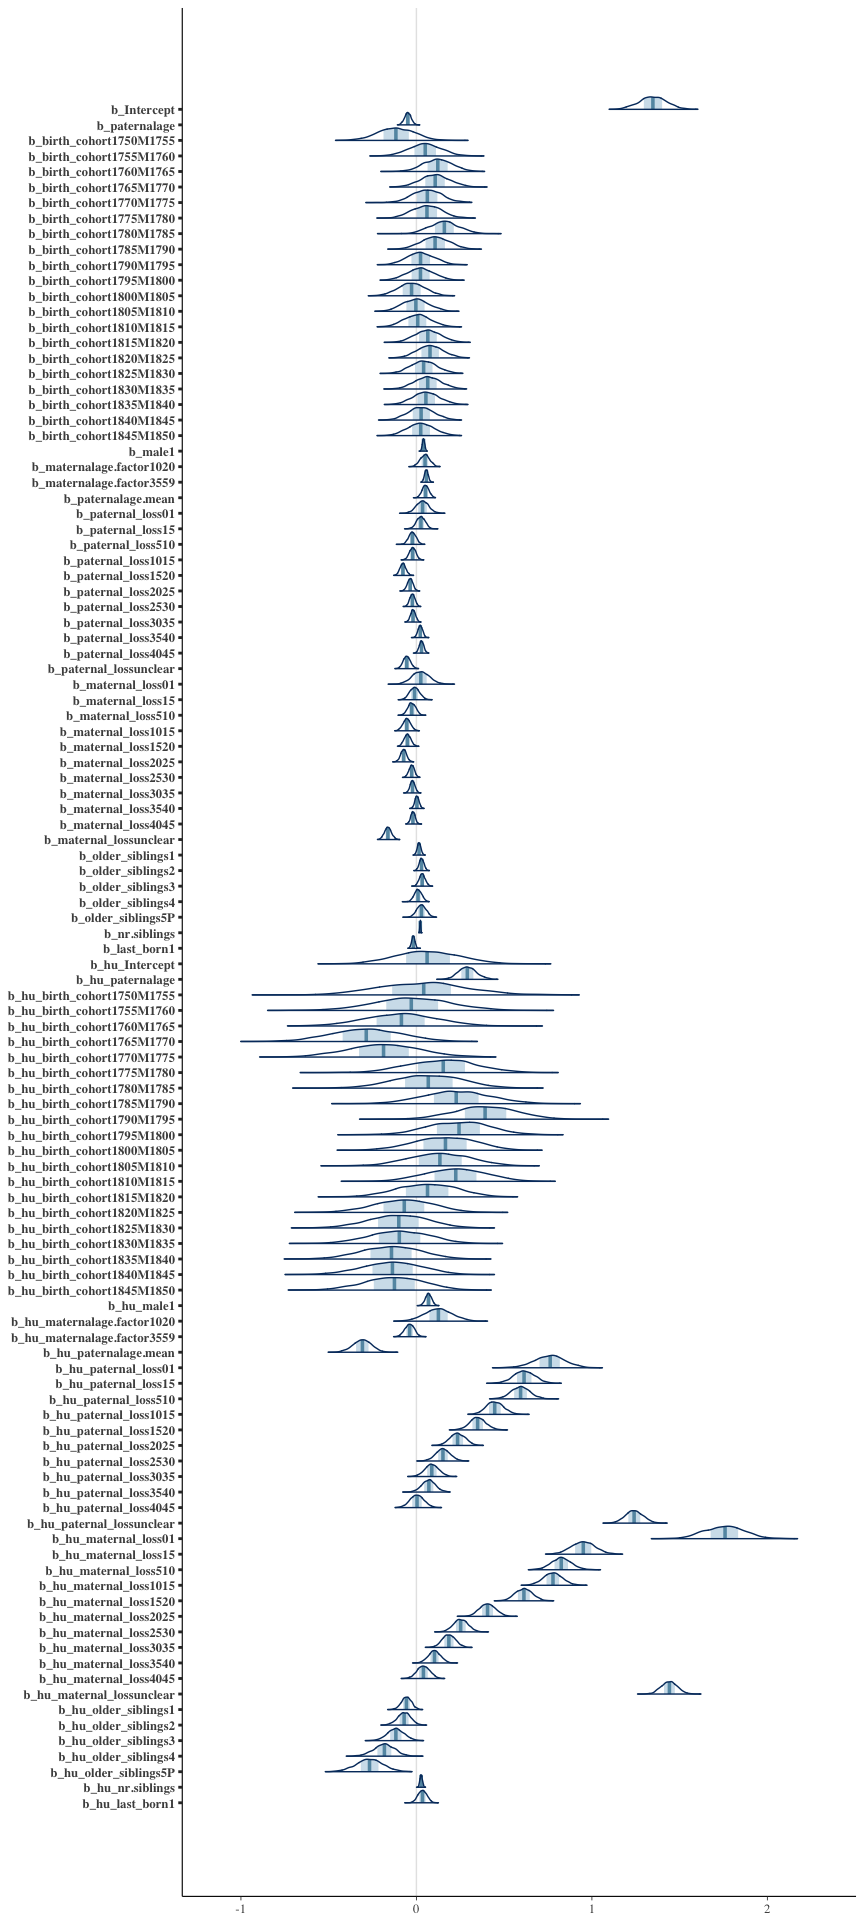 b_Intercept
b_paternalage
b_birth_cohort1750M1755
b_birth_cohort1755M1760
b_birth_cohort1760M1765
b_birth_cohort1765M1770
b_birth_cohort1770M1775
b_birth_cohort1775M1780
b_birth_cohort1780M1785
b_birth_cohort1785M1790
b_birth_cohort1790M1795
b_birth_cohort1795M1800
b_birth_cohort1800M1805
b_birth_cohort1805M1810
b_birth_cohort1810M1815
b_birth_cohort1815M1820
b_birth_cohort1820M1825
b_birth_cohort1825M1830
b_birth_cohort1830M1835
b_birth_cohort1835M1840
b_birth_cohort1840M1845
b_birth_cohort1845M1850
b_male1
b_maternalage.factor1020
b_maternalage.factor3559
b_paternalage.mean
b_paternal_loss01
b_paternal_loss15
b_paternal_loss510
b_paternal_loss1015
b_paternal_loss1520
b_paternal_loss2025
b_paternal_loss2530
b_paternal_loss3035
b_paternal_loss3540
b_paternal_loss4045
b_paternal_lossunclear
b_maternal_loss01
b_maternal_loss15
b_maternal_loss510
b_maternal_loss1015
b_maternal_loss1520
b_maternal_loss2025
b_maternal_loss2530
b_maternal_loss3035
b_maternal_loss3540
b_maternal_loss4045
b_maternal_lossunclear
b_older_siblings1
b_older_siblings2
b_older_siblings3
b_older_siblings4
b_older_siblings5P
b_nr.siblings
b_last_born1
b_hu_Intercept
b_hu_paternalage
b_hu_birth_cohort1750M1755
b_hu_birth_cohort1755M1760
b_hu_birth_cohort1760M1765
b_hu_birth_cohort1765M1770
b_hu_birth_cohort1770M1775
b_hu_birth_cohort1775M1780
b_hu_birth_cohort1780M1785
b_hu_birth_cohort1785M1790
b_hu_birth_cohort1790M1795
b_hu_birth_cohort1795M1800
b_hu_birth_cohort1800M1805
b_hu_birth_cohort1805M1810
b_hu_birth_cohort1810M1815
b_hu_birth_cohort1815M1820
b_hu_birth_cohort1820M1825
b_hu_birth_cohort1825M1830
b_hu_birth_cohort1830M1835
b_hu_birth_cohort1835M1840
b_hu_birth_cohort1840M1845
b_hu_birth_cohort1845M1850
b_hu_male1
b_hu_maternalage.factor1020
b_hu_maternalage.factor3559
b_hu_paternalage.mean
b_hu_paternal_loss01
b_hu_paternal_loss15
b_hu_paternal_loss510
b_hu_paternal_loss1015
b_hu_paternal_loss1520
b_hu_paternal_loss2025
b_hu_paternal_loss2530
b_hu_paternal_loss3035
b_hu_paternal_loss3540
b_hu_paternal_loss4045
b_hu_paternal_lossunclear
b_hu_maternal_loss01
b_hu_maternal_loss15
b_hu_maternal_loss510
b_hu_maternal_loss1015
b_hu_maternal_loss1520
b_hu_maternal_loss2025
b_hu_maternal_loss2530
b_hu_maternal_loss3035
b_hu_maternal_loss3540
b_hu_maternal_loss4045
b_hu_maternal_lossunclear
b_hu_older_siblings1
b_hu_older_siblings2
b_hu_older_siblings3
b_hu_older_siblings4
b_hu_older_siblings5P
b_hu_nr.siblings
b_hu_last_born1
-1 0 1 2